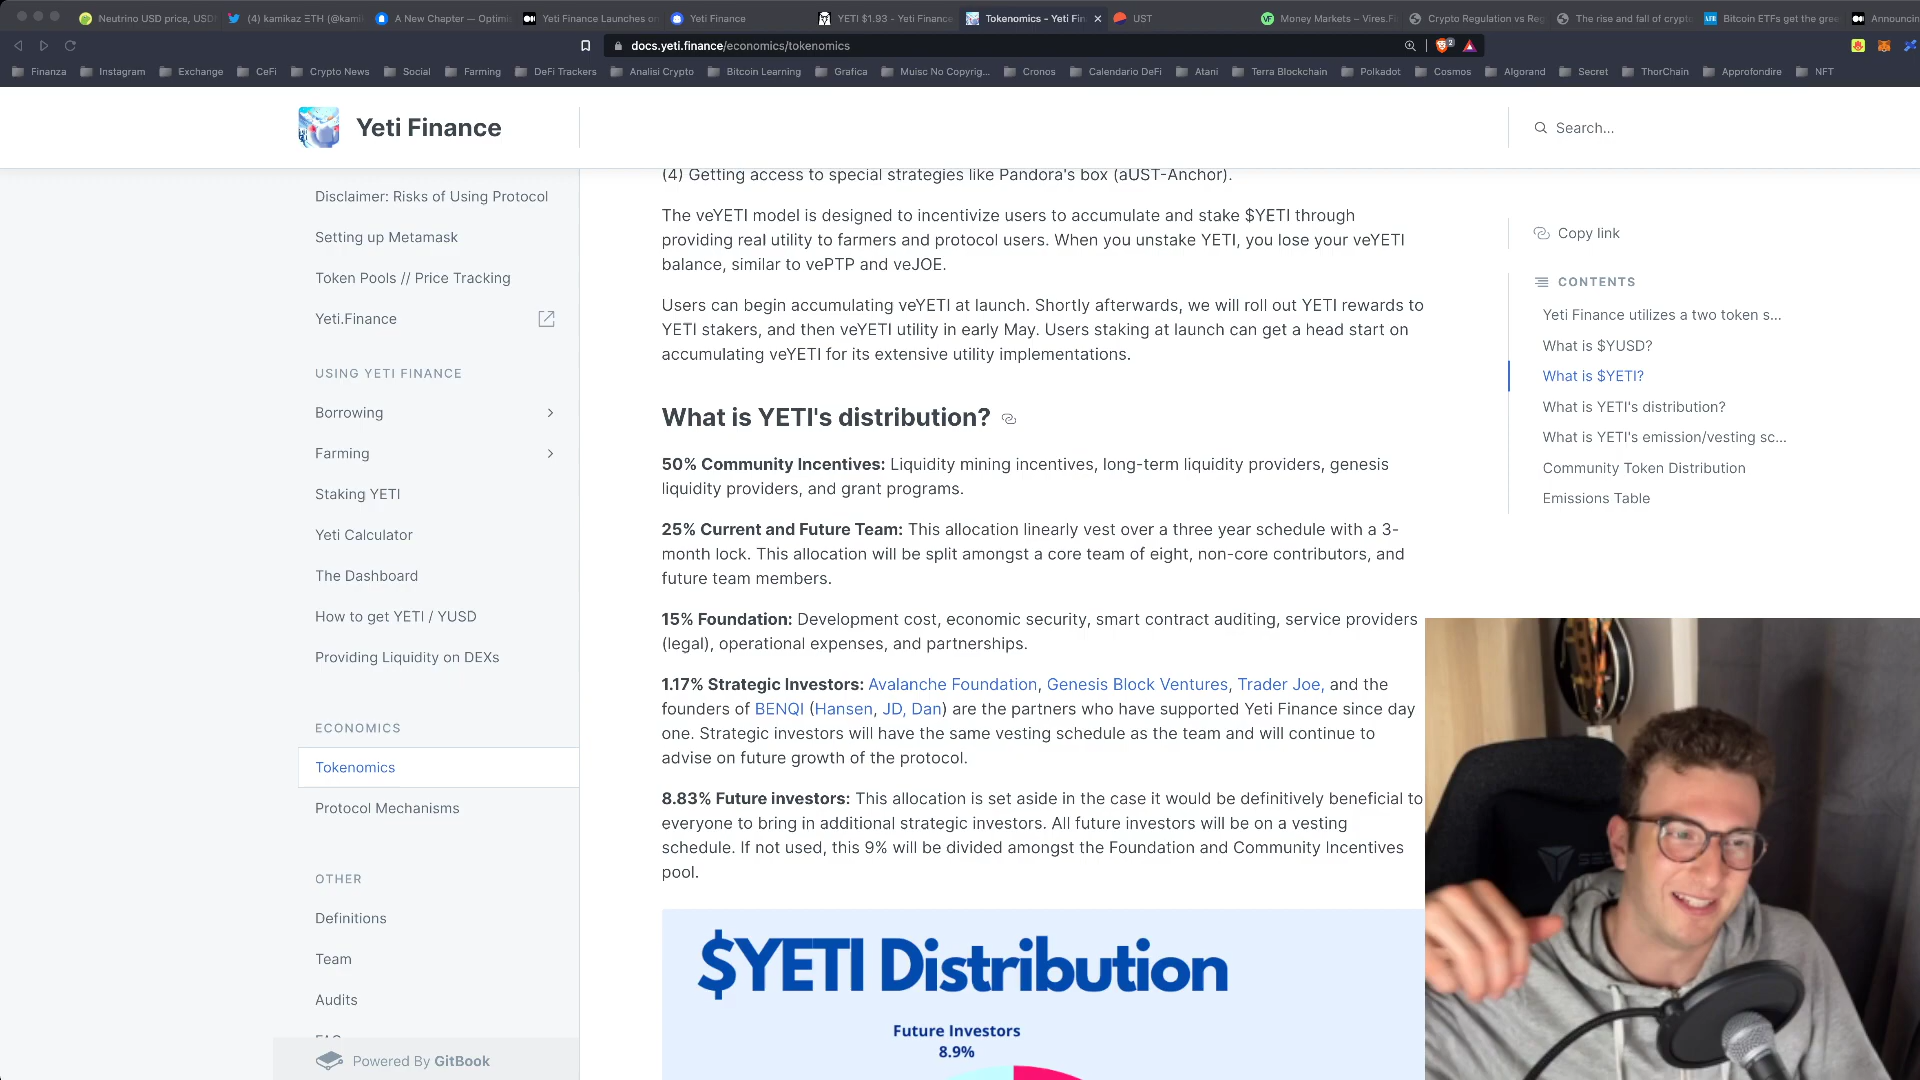 Neutrino USD price, USD
(4) kamikaz ΞTH (@kami
A New Chapter — Optimi
Yeti Finance Launches on
Yeti Finance
YETI $1.93 - Yeti Finance
Tokenomics - Yeti Fin
UST
Money Markets – Vires.Fi
Crypto Regulation vs Reg
The rise and fall of crypto
Bitcoin ETFs get the gree
Announcin
docs.yeti.finance/economics/tokenomics
2
Finanza
Instagram
Exchange
CeFi
Crypto News
Social
Farming
DeFi Trackers
Analisi Crypto
Bitcoin Learning
Grafica
Muisc No Copyrig...
Cronos
Calendario DeFi
Atani
Terra Blockchain
Polkadot
Cosmos
Algorand
Secret
ThorChain
Approfondire
NFT
Yeti Finance
Search...
Disclaimer: Risks of Using Protocol
Setting up Metamask
Token Pools // Price Tracking
Yeti.Finance
USING YETI FINANCE
Borrowing
Farming
Staking YETI
Yeti Calculator
The Dashboard
How to get YETI / YUSD
Providing Liquidity on DEXs
ECONOMICS
Tokenomics
Protocol Mechanisms
OTHER
Definitions
Team
Audits
FAQ
Powered By GitBook
(4) Getting access to special strategies like Pandora's box (aUST-Anchor).
The veYETI model is designed to incentivize users to accumulate and stake $YETI through
providing real utility to farmers and protocol users. When you unstake YETI, you lose your veYETI
balance, similar to vePTP and veJOE.
Users can begin accumulating veYETI at launch. Shortly afterwards, we will roll out YETI rewards to
YETI stakers, and then veYETI utility in early May. Users staking at launch can get a head start on
accumulating veYETI for its extensive utility implementations.
What is YETI's distribution?
50% Community Incentives: Liquidity mining incentives, long-term liquidity providers, genesis
liquidity providers, and grant programs.
25% Current and Future Team: This allocation linearly vest over a three year schedule with a 3-
month lock. This allocation will be split amongst a core team of eight, non-core contributors, and
future team members.
15% Foundation: Development cost, economic security, smart contract auditing, service providers
(legal), operational expenses, and partnerships.
1.17% Strategic Investors: Avalanche Foundation, Genesis Block Ventures, Trader Joe, and the
founders of BENQI (Hansen, JD, Dan) are the partners who have supported Yeti Finance since day
one. Strategic investors will have the same vesting schedule as the team and will continue to
advise on future growth of the protocol.
8.83% Future investors: This allocation is set aside in the case it would be definitively beneficial to
everyone to bring in additional strategic investors. All future investors will be on a vesting
schedule. If not used, this 9% will be divided amongst the Foundation and Community Incentives
pool.
$YETI Distribution
Future Investors
8.9%
Copy link
CONTENTS
Yeti Finance utilizes a two token s...
What is $YUSD?
What is $YETI?
What is YETI's distribution?
What is YETI's emission/vesting sc...
Community Token Distribution
Emissions Table